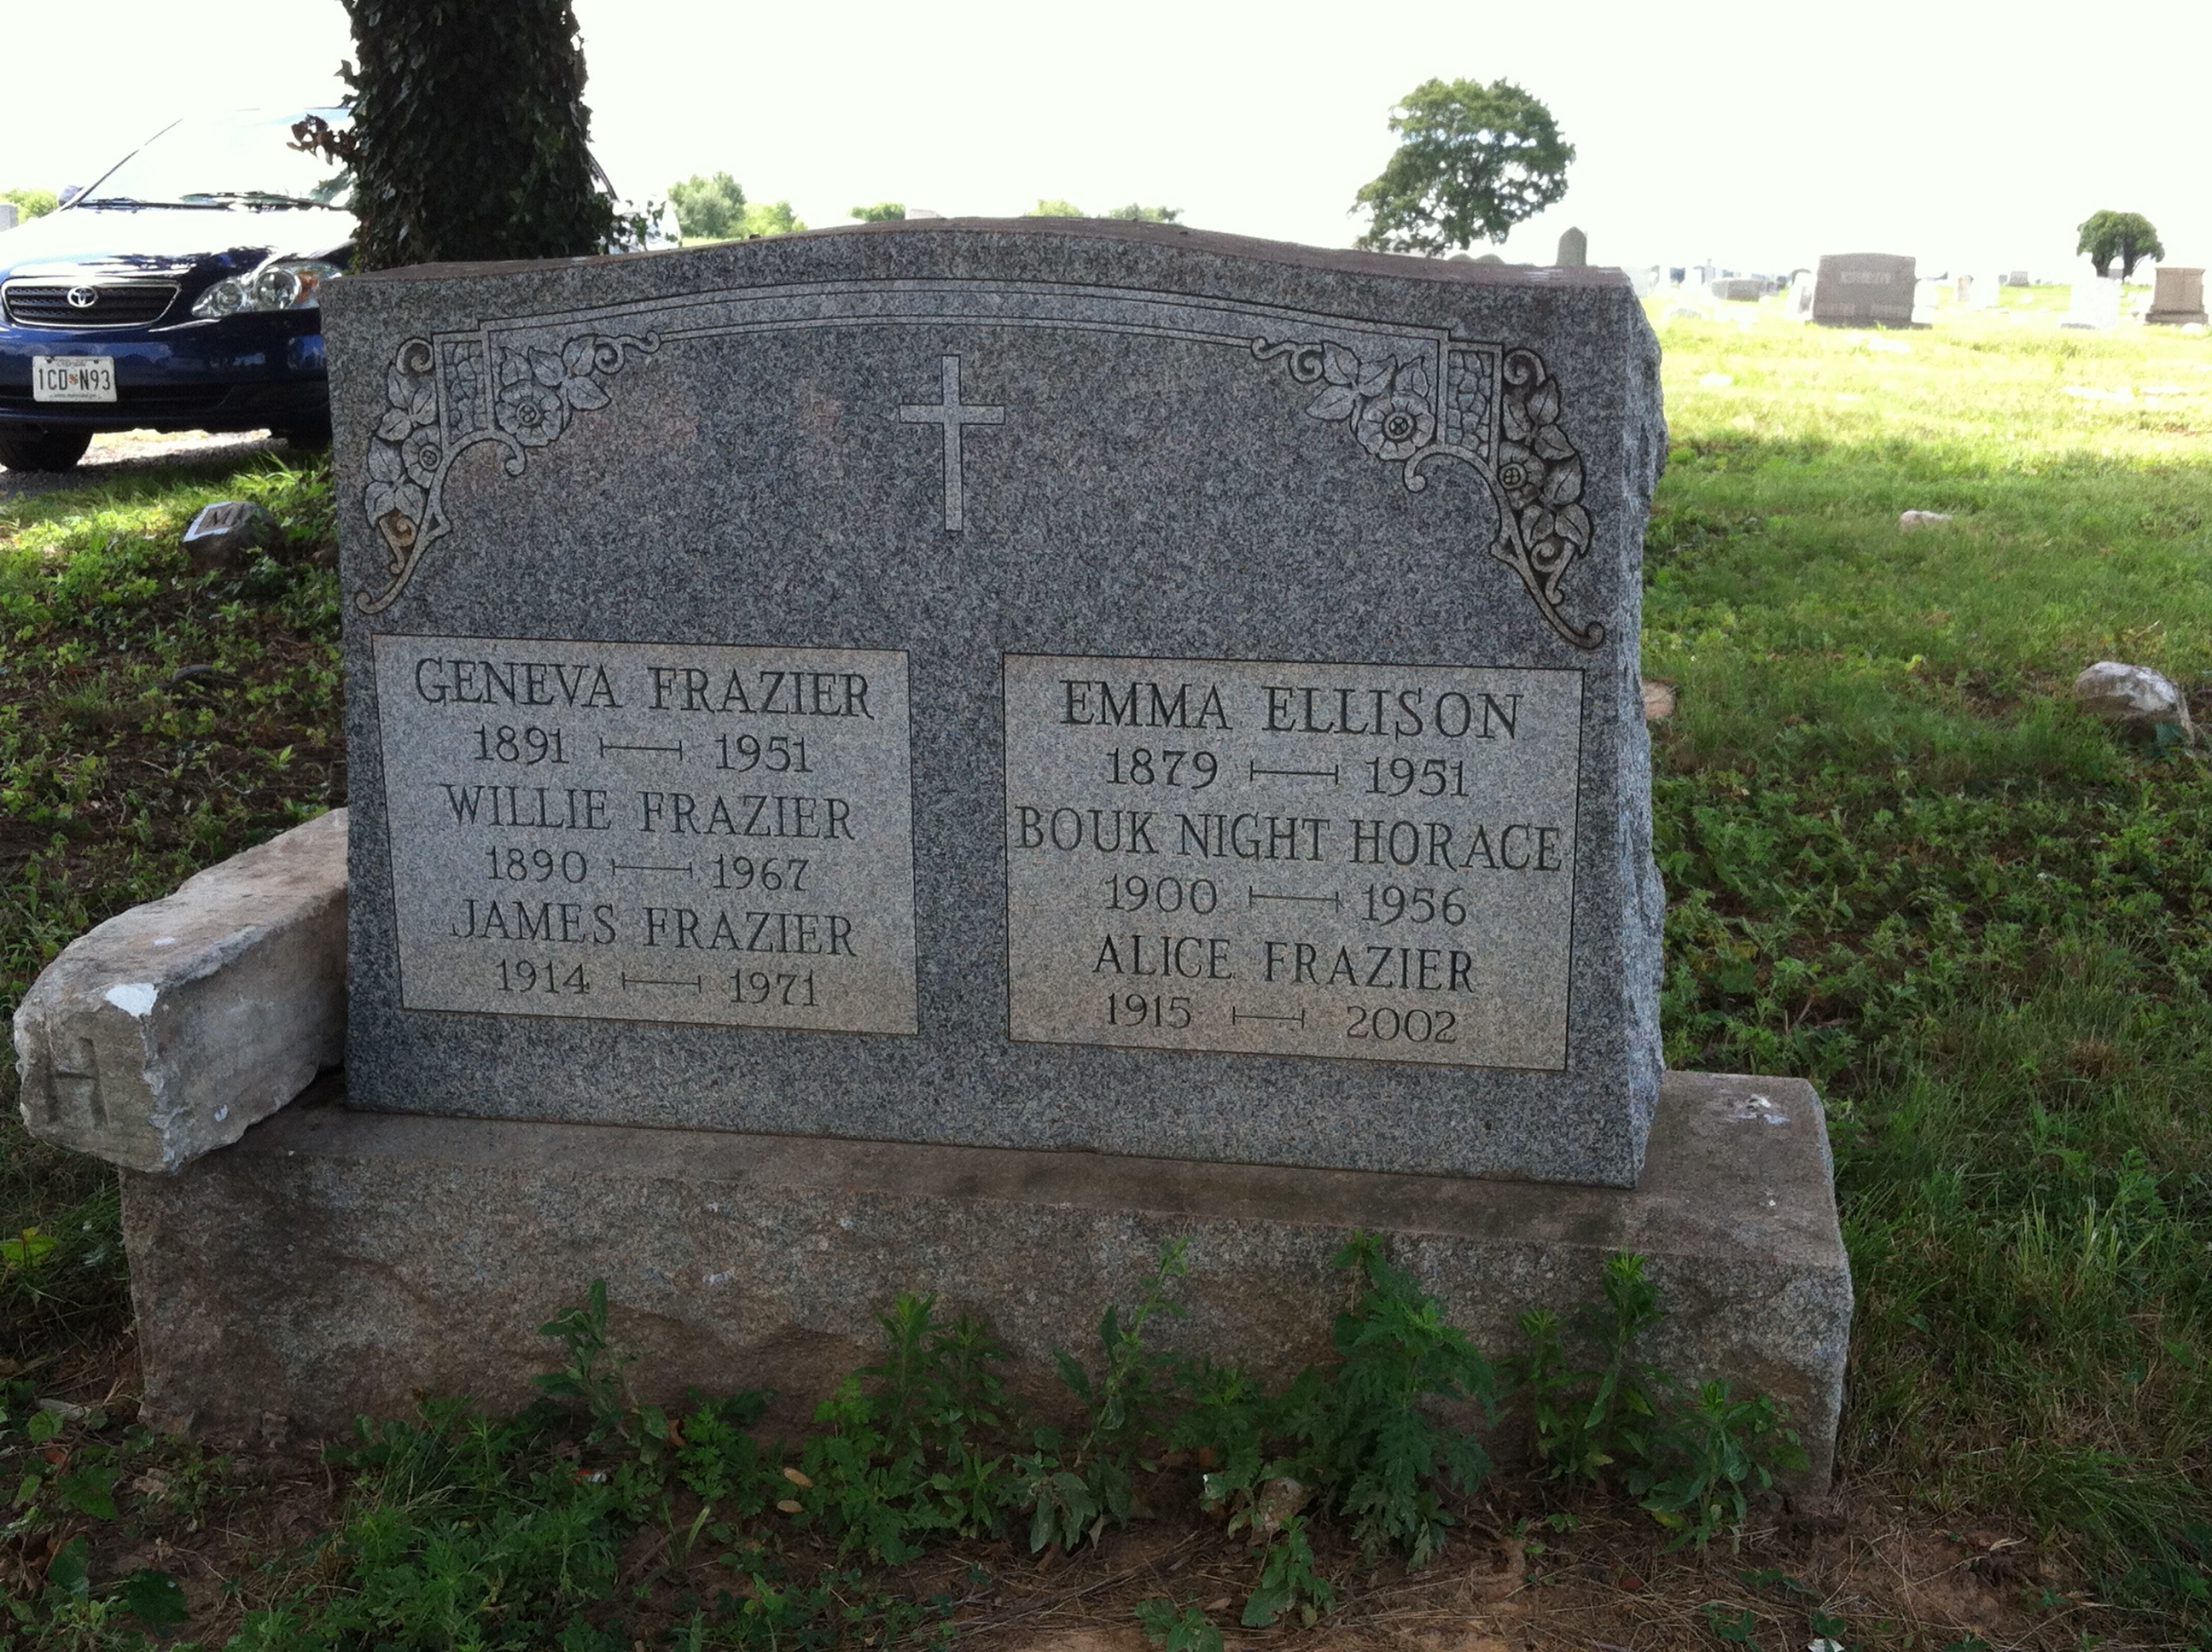 GENEVA FRAZIER
1891 1951
WILLIE FRAZIER
1890 1967
JAMES FRAZIER
1914 1971
EMMA ELLISON
1879 1951
BOUK NIGHT HORACE
1900 1956
ALICE FRAZIER
1915 2002
1CD N93
H